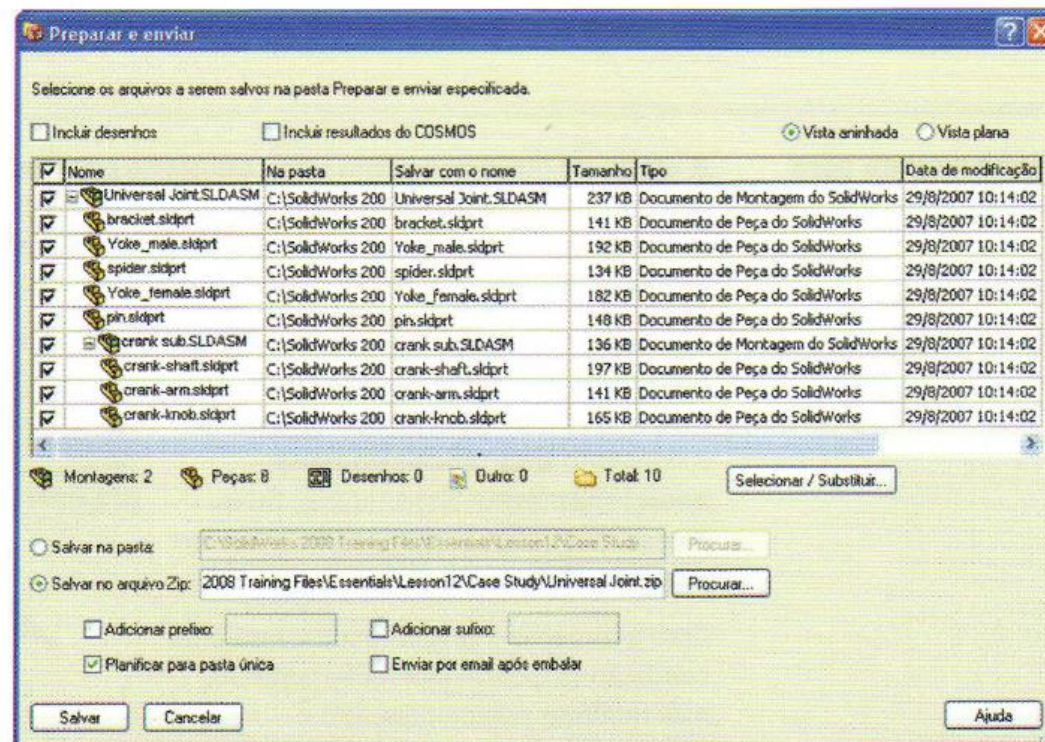 Preparar e enviar
Selecione os arquivos a serem salvos na pasta Preparar e enviar especificada.
Incluir desenhos Incluir resultados do COSMOS Vista aninhada Vista plana
Nome Na pasta Salvar com o nome Tamanho Tipo Data de modificação
Universal Joint.SLDASM C:\SolidWorks 200 Universal Joint.SLDASM 237 KB Documento de Montagem do SolidWorks 29/8/2007 10:14:02
bracket.sldprt C:\SolidWorks 200 bracket.sldprt 141 KB Documento de Peça do SolidWorks 29/8/2007 10:14:02
Yoke_male.sldprt C:\SolidWorks 200 Yoke_male.sldprt 192 KB Documento de Peça do SolidWorks 29/8/2007 10:14:02
spider.sldprt C:\SolidWorks 200 spider.sldprt 134 KB Documento de Peça do SolidWorks 29/8/2007 10:14:02
Yoke_female.sldprt C:\SolidWorks 200 Yoke_female.sldprt 182 KB Documento de Peça do SolidWorks 29/8/2007 10:14:02
pin.sldprt C:\SolidWorks 200 pin.sldprt 148 KB Documento de Peça do SolidWorks 29/8/2007 10:14:02
crank sub.SLDASM C:\SolidWorks 200 crank sub.SLDASM 136 KB Documento de Montagem do SolidWorks 29/8/2007 10:14:02
crank-shaft.sldprt C:\SolidWorks 200 crank-shaft.sldprt 197 KB Documento de Peça do SolidWorks 29/8/2007 10:14:02
crank-arm.sldprt C:\SolidWorks 200 crank-arm.sldprt 141 KB Documento de Peça do SolidWorks 29/8/2007 10:14:02
crank-knob.sldprt C:\SolidWorks 200 crank-knob.sldprt 165 KB Documento de Peça do SolidWorks 29/8/2007 10:14:02
Montagens: 2 Peças: 8 Desenhos: 0 Outro: 0 Total: 10 Selecionar / Substituir...
Salvar na pasta: C:\SolidWorks 2008 Training Files\Essentials\Lesson12\Case Study Procurar...
Salvar no arquivo Zip: 2008 Training Files\Essentials\Lesson12\Case Study\Universal Joint.zip Procurar...
Adicionar prefixo: Adicionar sufixo:
Planificar para pasta única Enviar por email após embalar
Salvar Cancelar Ajuda